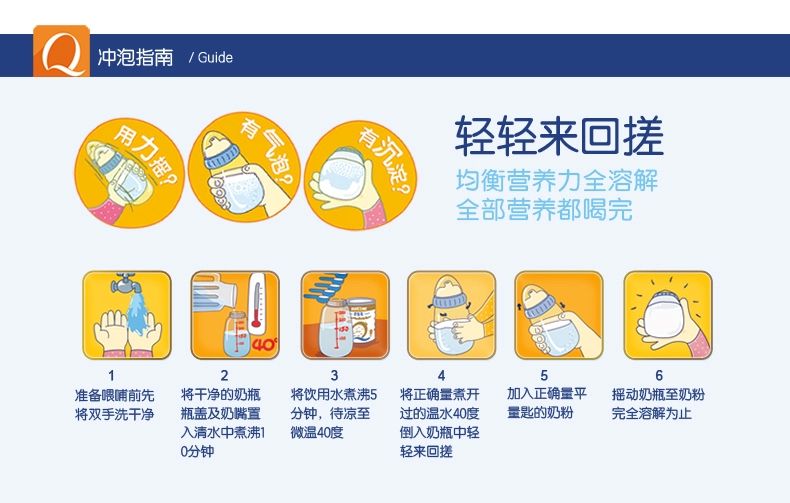 Q 冲泡指南 / Guide
用力摇?
有气泡?
有沉淀?
轻轻来回搓
均衡营养力全溶解
全部营养都喝完
40°
1
准备喂哺前先
将双手洗干净
2
将干净的奶瓶
瓶盖及奶嘴置
入清水中煮沸1
0分钟
3
将饮用水煮沸5
分钟，待凉至
微温40度
4
将正确量煮开
过的温水40度
倒入奶瓶中轻
轻来回搓
5
加入正确量平
量匙的奶粉
6
摇动奶瓶至奶粉
完全溶解为止